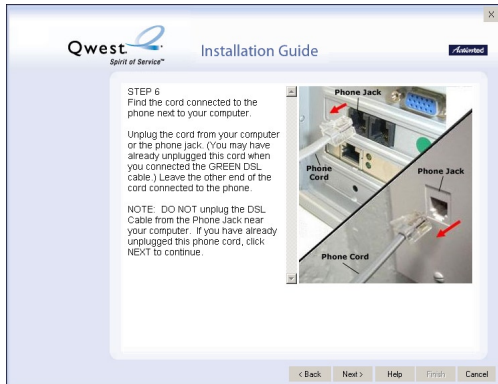 X
Qwest.
Spirit of Service™
Installation Guide
Actiontec
STEP 6
Find the cord connected to the
phone next to your computer.
Unplug the cord from your computer
or the phone jack. (You may have
already unplugged this cord when
you connected the GREEN DSL
cable.) Leave the other end of the
cord connected to the phone.
NOTE: DO NOT unplug the DSL
Cable from the Phone Jack near
your computer. If you have already
unplugged this phone cord, click
NEXT to continue.
Phone Jack
Phone
Cord
Phone Jack
Phone Cord
< Back
Next >
Help
Finish
Cancel